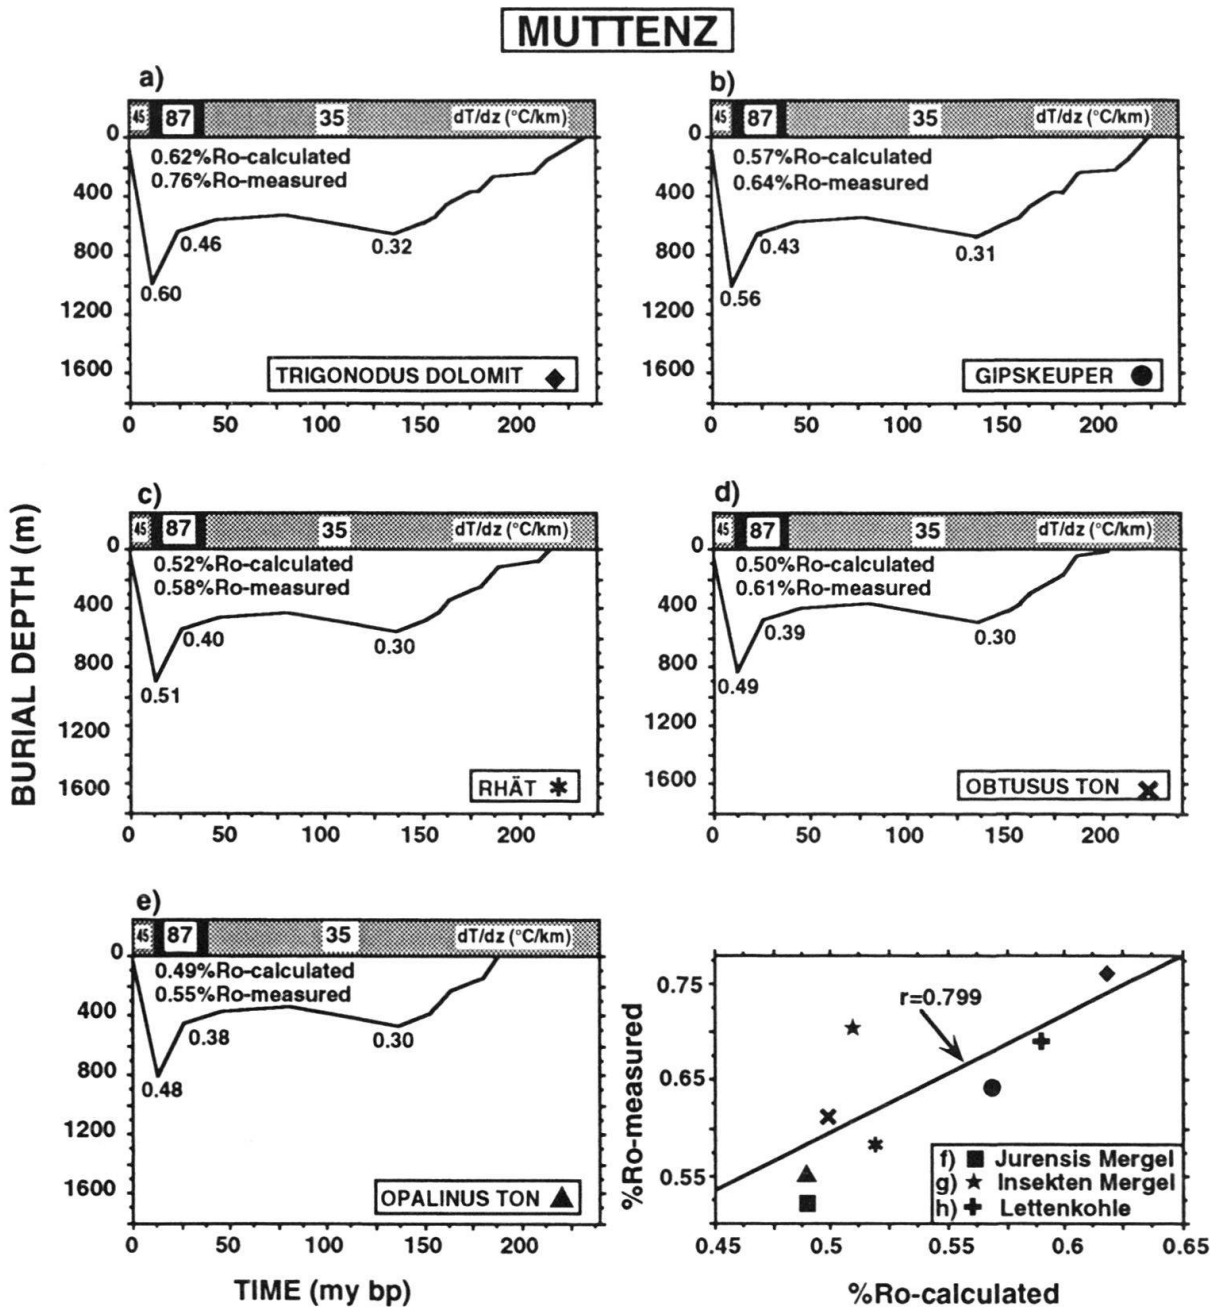 MUTTENZ
a)
45 87 35 dT/dz (°C/km)
0.62%Ro-calculated
0.76%Ro-measured
0
400
800
1200
1600
0.46
0.32
0.60
TRIGONODUS DOLOMIT
0 50 100 150 200
b)
45 87 35 dT/dz (°C/km)
0.57%Ro-calculated
0.64%Ro-measured
0
400
800
1200
1600
0.43
0.31
0.56
GIPSKEUPER
0 50 100 150 200
c)
45 87 35 dT/dz (°C/km)
0.52%Ro-calculated
0.58%Ro-measured
0
400
800
1200
1600
0.40
0.30
0.51
RHÄT
0 50 100 150 200
d)
45 87 35 dT/dz (°C/km)
0.50%Ro-calculated
0.61%Ro-measured
0
400
800
1200
1600
0.39
0.30
0.49
OBTUSUS TON
0 50 100 150 200
e)
45 87 35 dT/dz (°C/km)
0.49%Ro-calculated
0.55%Ro-measured
0
400
800
1200
1600
0.38
0.30
0.48
OPALINUS TON
0 50 100 150 200
BURIAL DEPTH (m)
TIME (my bp)
%Ro-measured
0.75
0.65
0.55
r=0.799
f) Jurensis Mergel
g) Insekten Mergel
h) Lettenkohle
0.45 0.5 0.55 0.6 0.65
%Ro-calculated